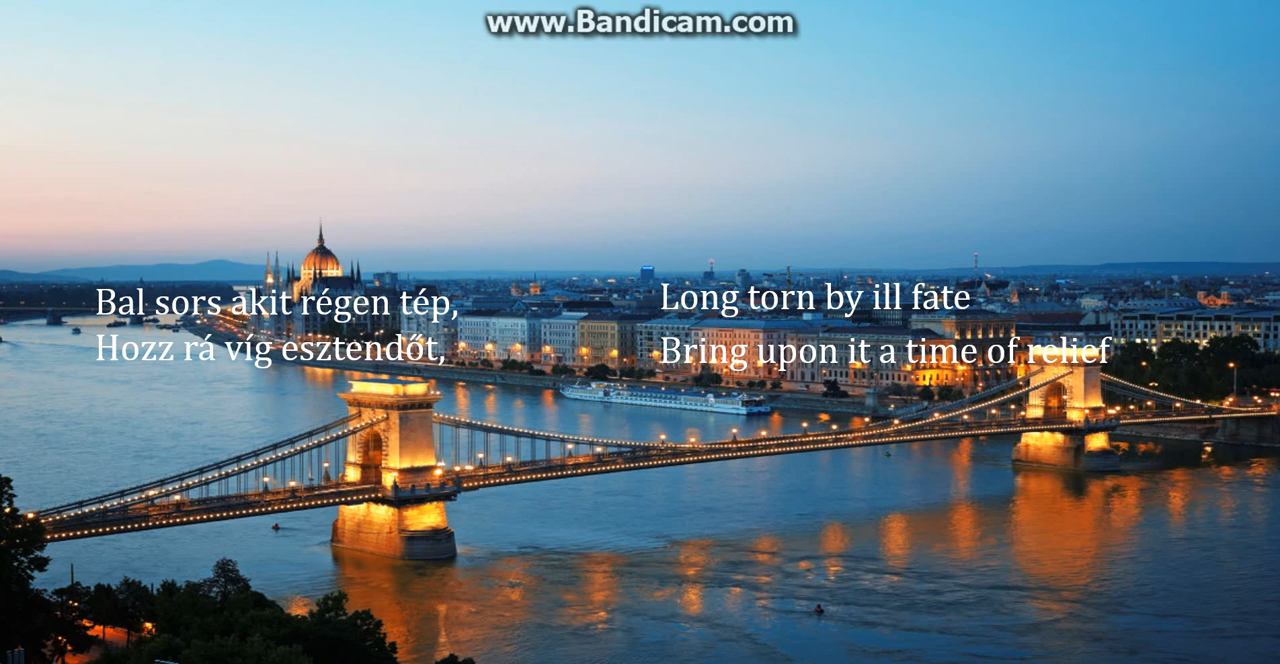 www.Bandicam.com
Bal sors akit régen tép,
Hozz rá víg esztendőt,
Long torn by ill fate
Bring upon it a time of relief